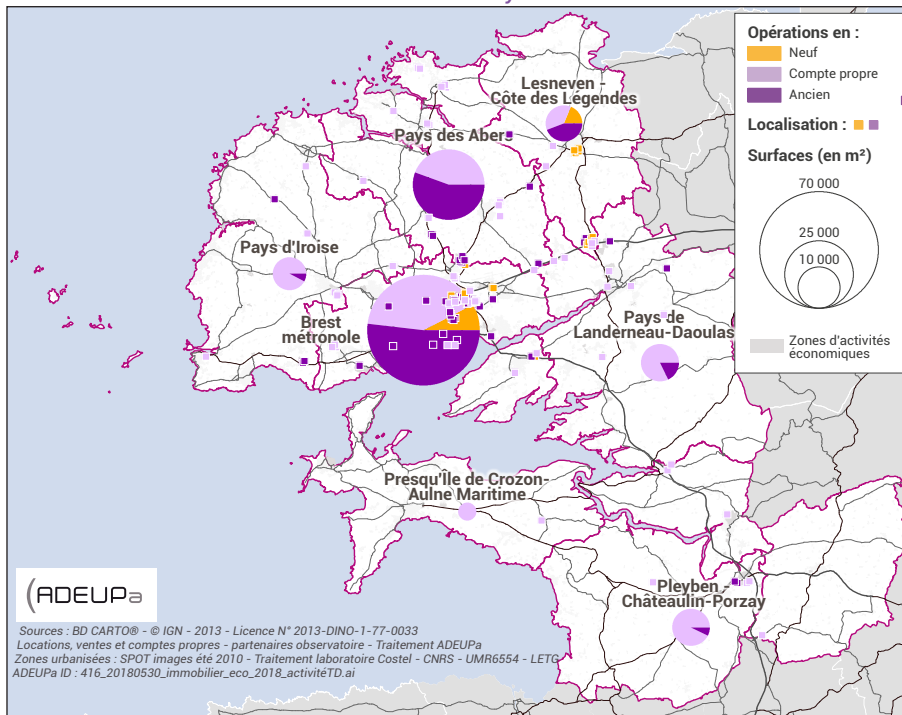 Opérations en :
Neuf
Compte propre
Ancien
Localisation :
Surfaces (en m²)
70 000
25 000
10 000
Zones d'activités
économiques
Lesneven -
Côte des Légendes
Pays des Abers
Pays d'Iroise
Brest
métropole
Pays de
Landerneau-Daoulas
Presqu'île de Crozon-
Aulne Maritime
Pleyben -
Châteaulin-Porzay
ADEUPa
Sources : BD CARTO® - © IGN - 2013 - Licence N° 2013-DINO-1-77-0033
Locations, ventes et comptes propres - partenaires observatoire - Traitement ADEUPa
Zones urbanisées : SPOT images été 2010 - Traitement laboratoire Costel - CNRS - UMR6554 - LETG
ADEUPa ID : 416_20180530_immobilier_eco_2018_activitéTD.ai